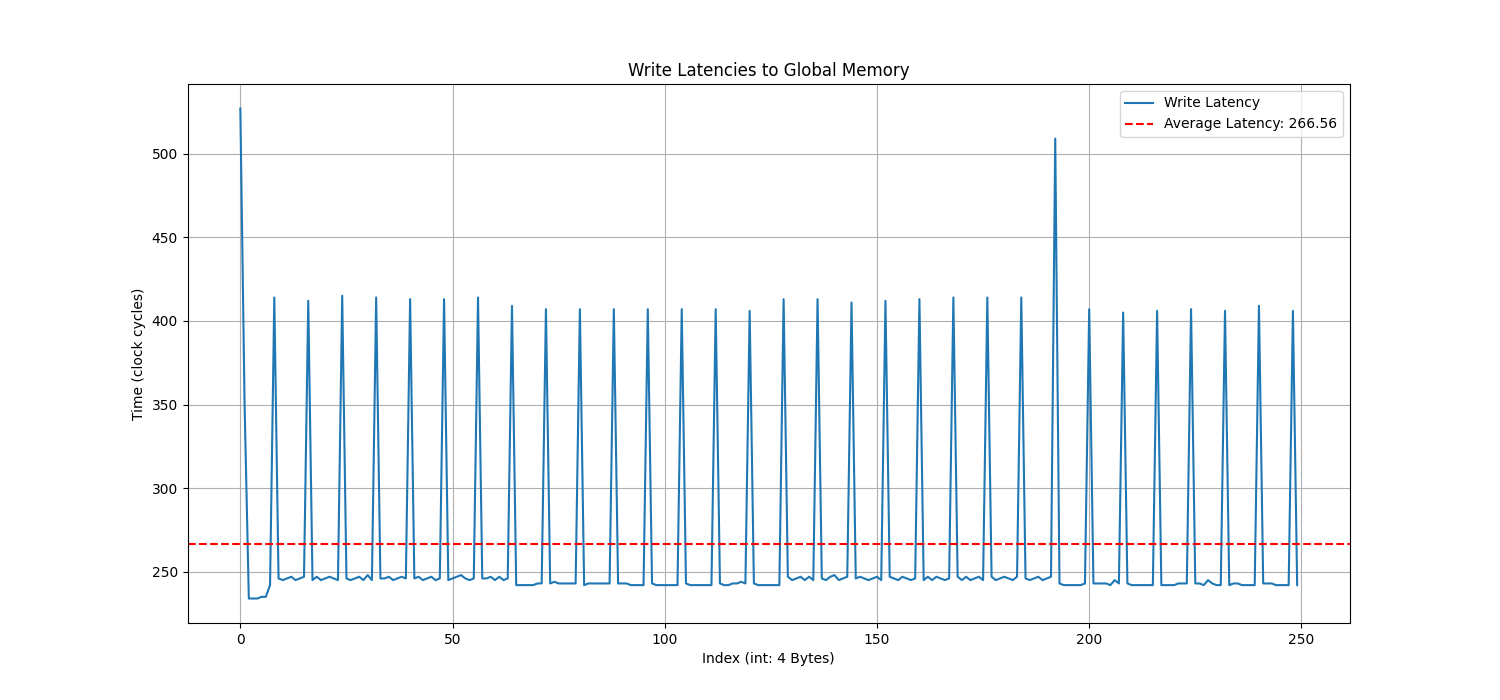 Write Latencies to Global Memory
Write Latency
Average Latency: 266.56
Time (clock cycles)
500
450
400
350
300
250
0
50
100
150
200
250
Index (int: 4 Bytes)